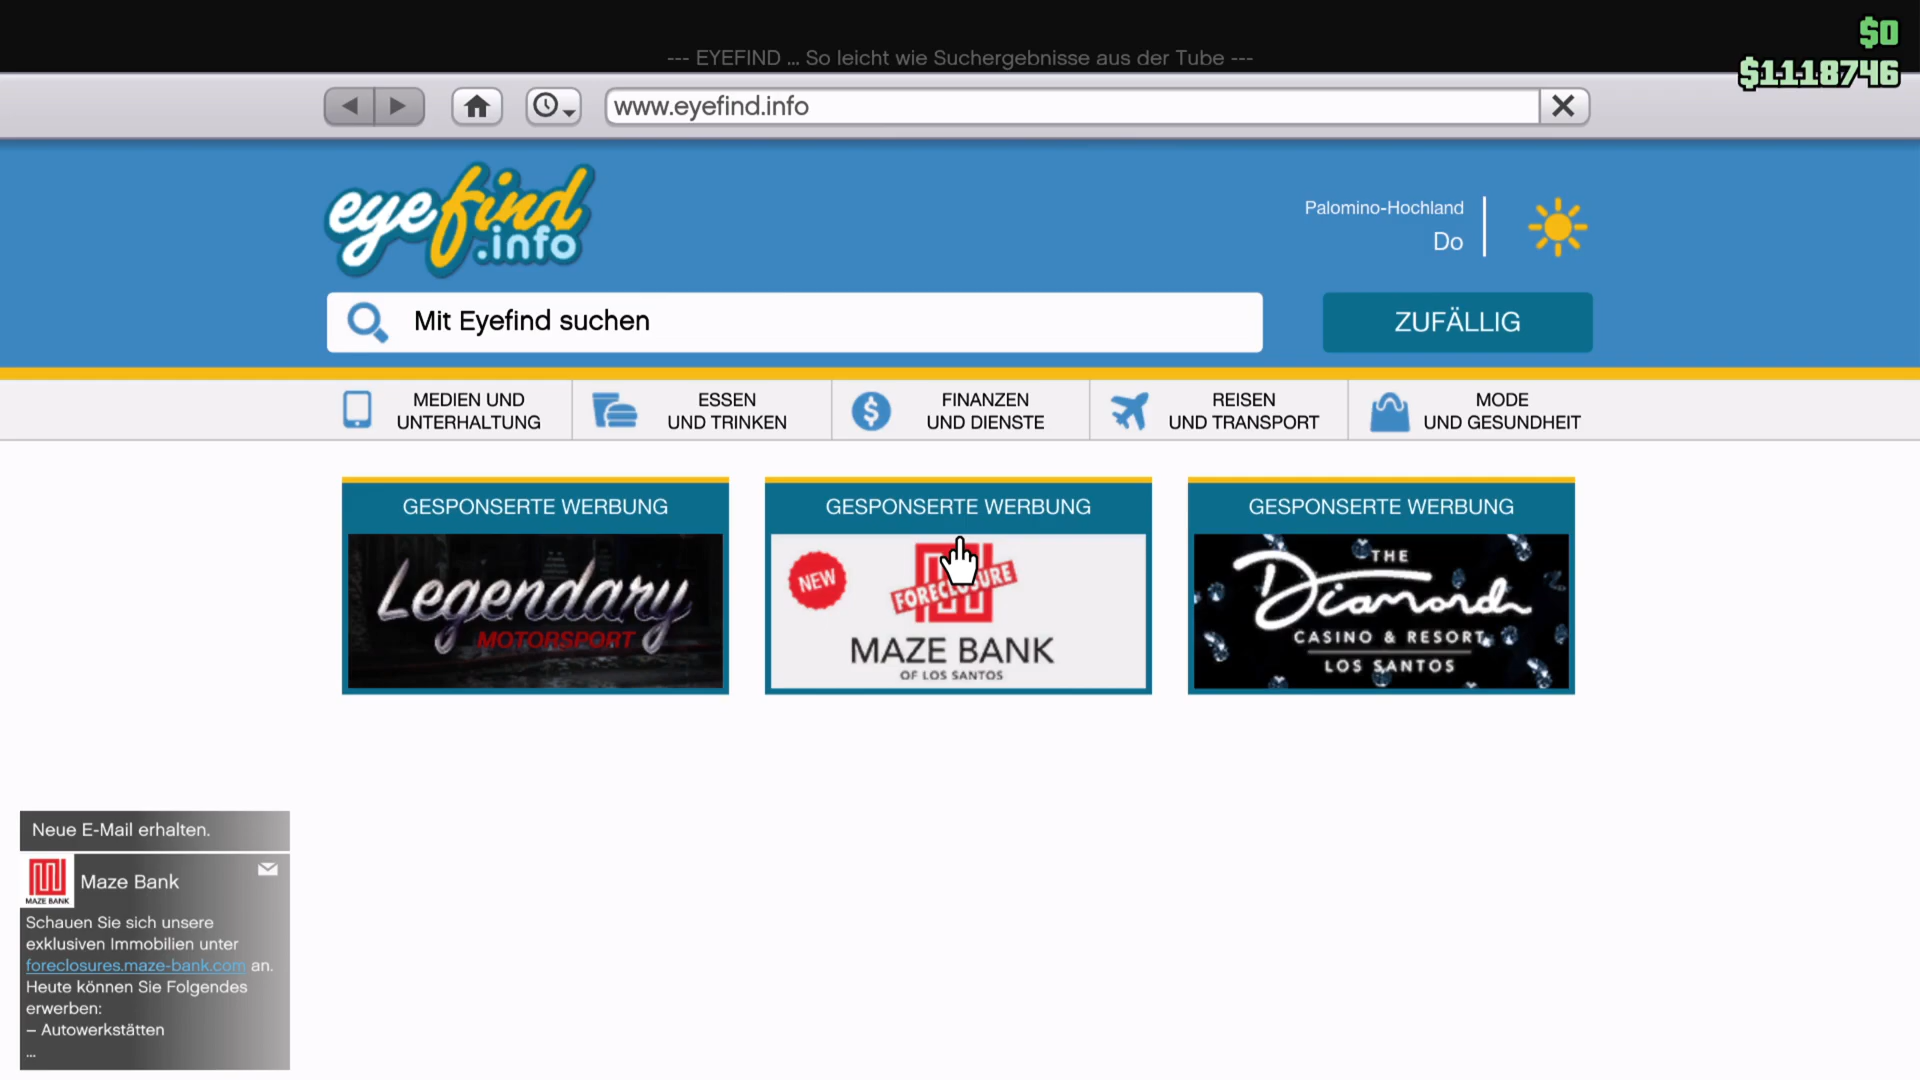 $0
--- EYEFIND ... So leicht wie Suchergebnisse aus der Tube ---
$1118746
www.eyefind.info
eyefind
.info
Palomino-Hochland
Do
Mit Eyefind suchen
ZUFÄLLIG
MEDIEN UND
UNTERHALTUNG
ESSEN
UND TRINKEN
FINANZEN
UND DIENSTE
REISEN
UND TRANSPORT
MODE
UND GESUNDHEIT
GESPONSERTE WERBUNG
Legendary
MOTORSPORT
GESPONSERTE WERBUNG
NEW
FORECLOSURE
MAZE BANK
OF LOS SANTOS
GESPONSERTE WERBUNG
THE
Diamond
CASINO & RESORT
LOS SANTOS
Neue E-Mail erhalten.
MAZE BANK
Maze Bank
Schauen Sie sich unsere
exklusiven Immobilien unter
foreclosures.maze-bank.com an.
Heute können Sie Folgendes
erwerben:
– Autowerkstätten
...